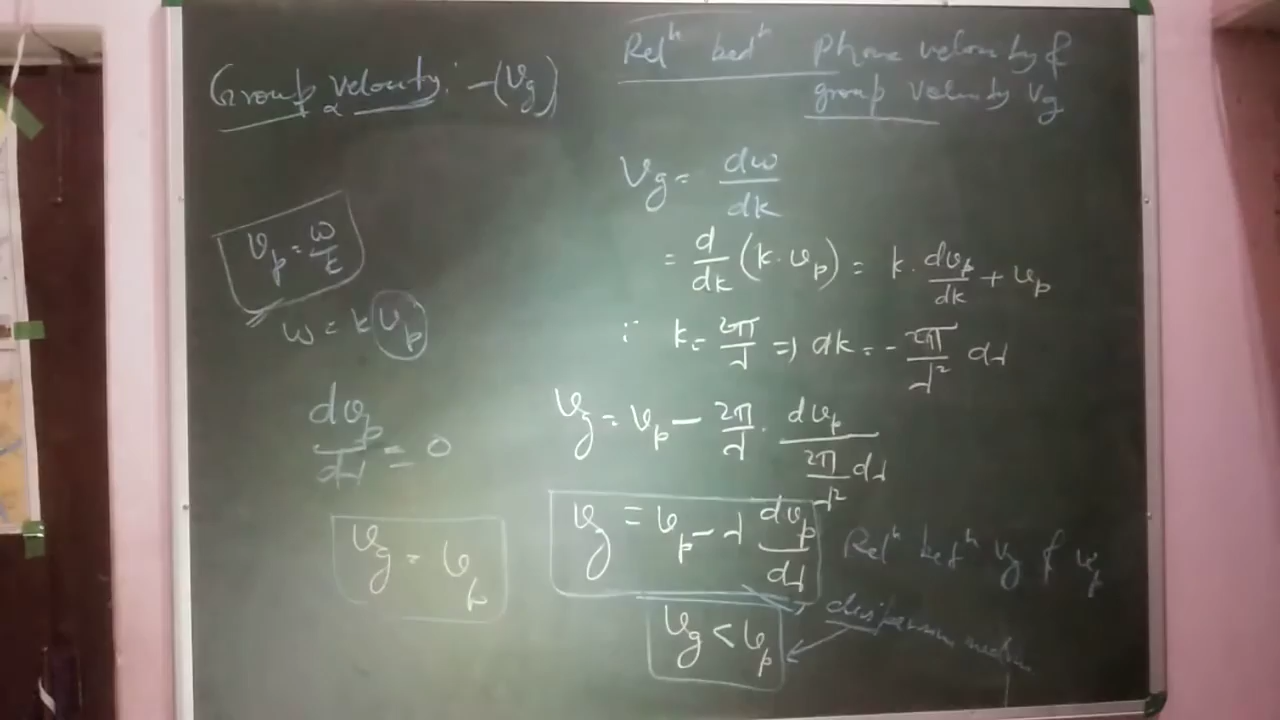 Group velocity: -(Vg)
Vp = ω/k
ω = k Vp
dvp/dλ = 0
Vg = Vp
Relⁿ betⁿ Phase velocity &
group velocity Vg
Vg = dω/dk
= d/dk (k · vp) = k · dvp/dk + vp
∵ k = 2π/λ ⇒ dk = - 2π/λ² dλ
Vg = Vp - 2π/λ · dvp/(2π/λ² dλ)
Vg = Vp - λ dvp/dλ
Relⁿ betⁿ Vg & vp
dispersive medium
Vg < Vp